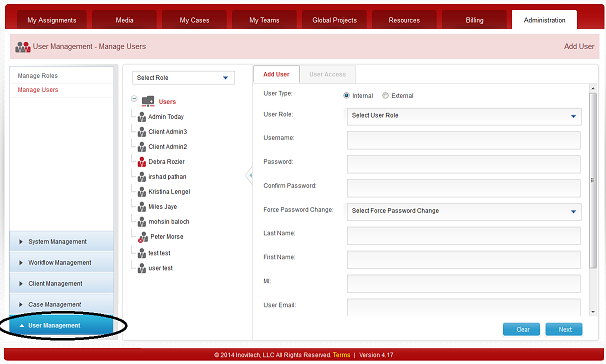 My Assignments
Media
My Cases
My Teams
Global Projects
Resources
Billing
Administration
User Management - Manage Users
Add User
Manage Roles
Manage Users
System Management
Workflow Management
Client Management
Case Management
User Management
Select Role
Users
Admin Today
Client Admin3
Client Admin2
Debra Rozier
irshad pathan
Kristina Lengel
Miles Jaye
mohsin baloch
Peter Morse
test test
user test
Add User
User Access
User Type:
Internal
External
User Role:
Select User Role
Username:
Password:
Confirm Password:
Force Password Change:
Select Force Password Change
Last Name:
First Name:
MI:
User Email:
Clear
Next
© 2014 Inovitech, LLC All Rights Reserved. Terms | Version 4.17